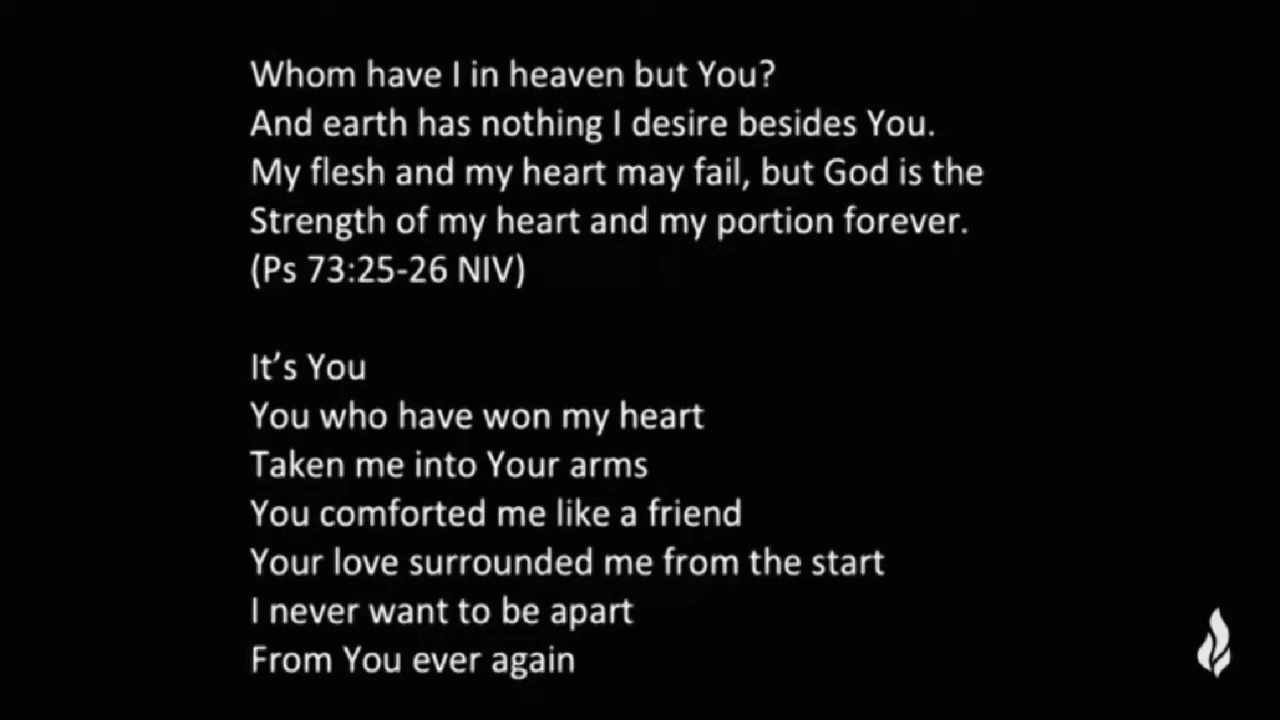 Whom have I in heaven but You?
And earth has nothing I desire besides You.
My flesh and my heart may fail, but God is the
Strength of my heart and my portion forever.
(Ps 73:25-26 NIV)
It’s You
You who have won my heart
Taken me into Your arms
You comforted me like a friend
Your love surrounded me from the start
I never want to be apart
From You ever again